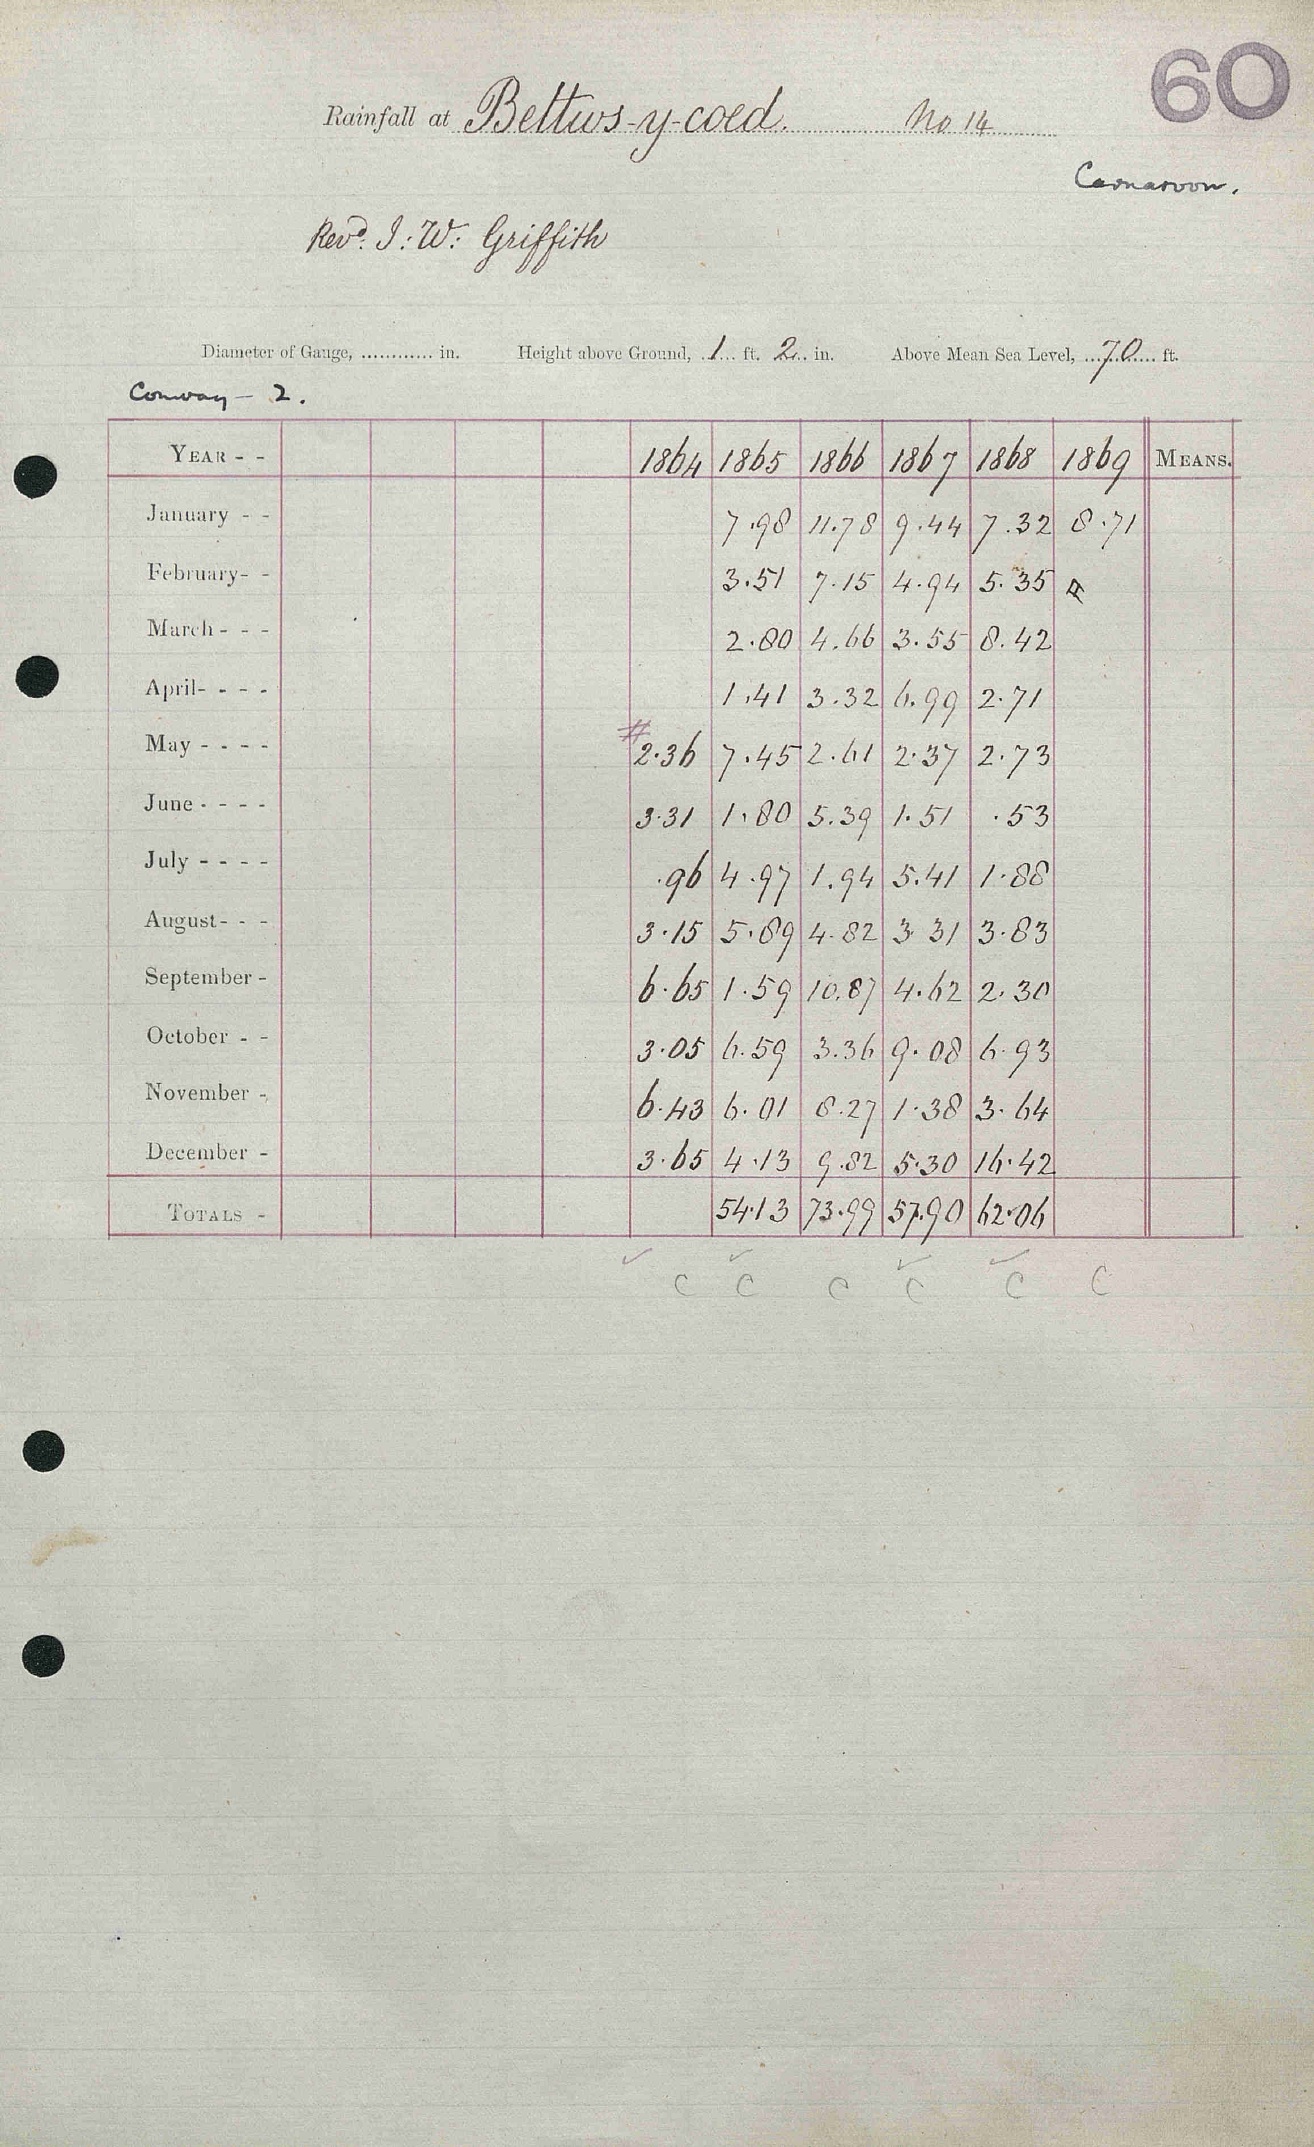 60
Rainfall at Bettws-y-coed. No 14
Carnarvon.
Revd. J: W: Griffith
Diameter of Gauge, ............ in. Height above Ground, 1 ft. 2 in. Above Mean Sea Level, 70 ft.
Conway - 2.
YEAR - - 1864 1865 1866 1867 1868 1869 MEANS.
January - - 7.98 11.78 9.44 7.32 8.71
February- - 3.51 7.15 4.94 5.35
March - - - 2.80 4.66 3.55 8.42
April- - - - 1.41 3.32 6.99 2.71
#
May - - - - 2.36 7.45 2.61 2.37 2.73
June - - - - 3.31 1.80 5.39 1.51 .53
July - - - - .96 4.97 1.94 5.41 1.88
August- - - 3.15 5.89 4.82 3 31 3.83
September - 6.65 1.59 10.87 4.62 2.30
October - - 3.05 6.59 3.36 9.08 6.93
November - 6.43 6.01 8.27 1.38 3.64
December - 3.65 4.13 9.82 5.30 16.42
TOTALS - 54.13 73.99 57.90 62.06
C C C C C C